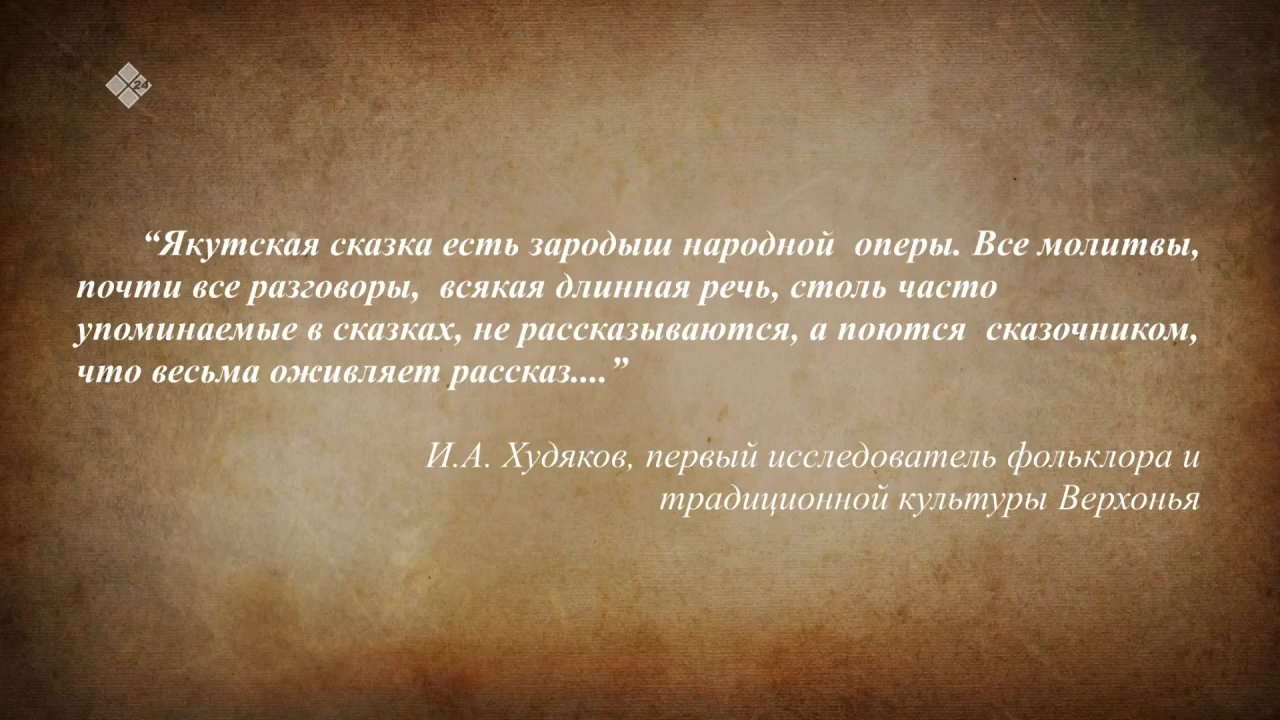 24
“Якутская сказка есть зародыш народной оперы. Все молитвы,
почти все разговоры, всякая длинная речь, столь часто
упоминаемые в сказках, не рассказываются, а поются сказочником,
что весьма оживляет рассказ....”
И.А. Худяков, первый исследователь фольклора и
традиционной культуры Верхонья